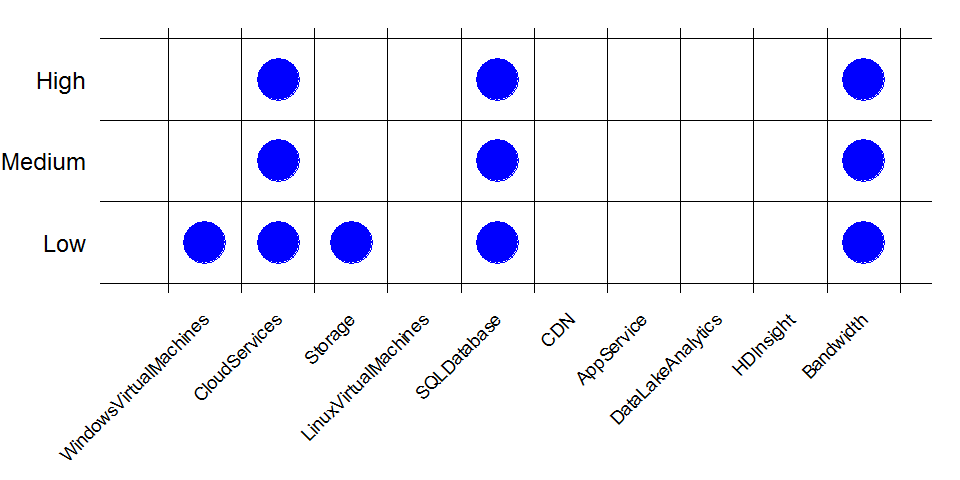 High
Medium
Low
WindowsVirtualMachines
CloudServices
Storage
LinuxVirtualMachines
SQLDatabase
CDN
AppService
DataLakeAnalytics
HDInsight
Bandwidth